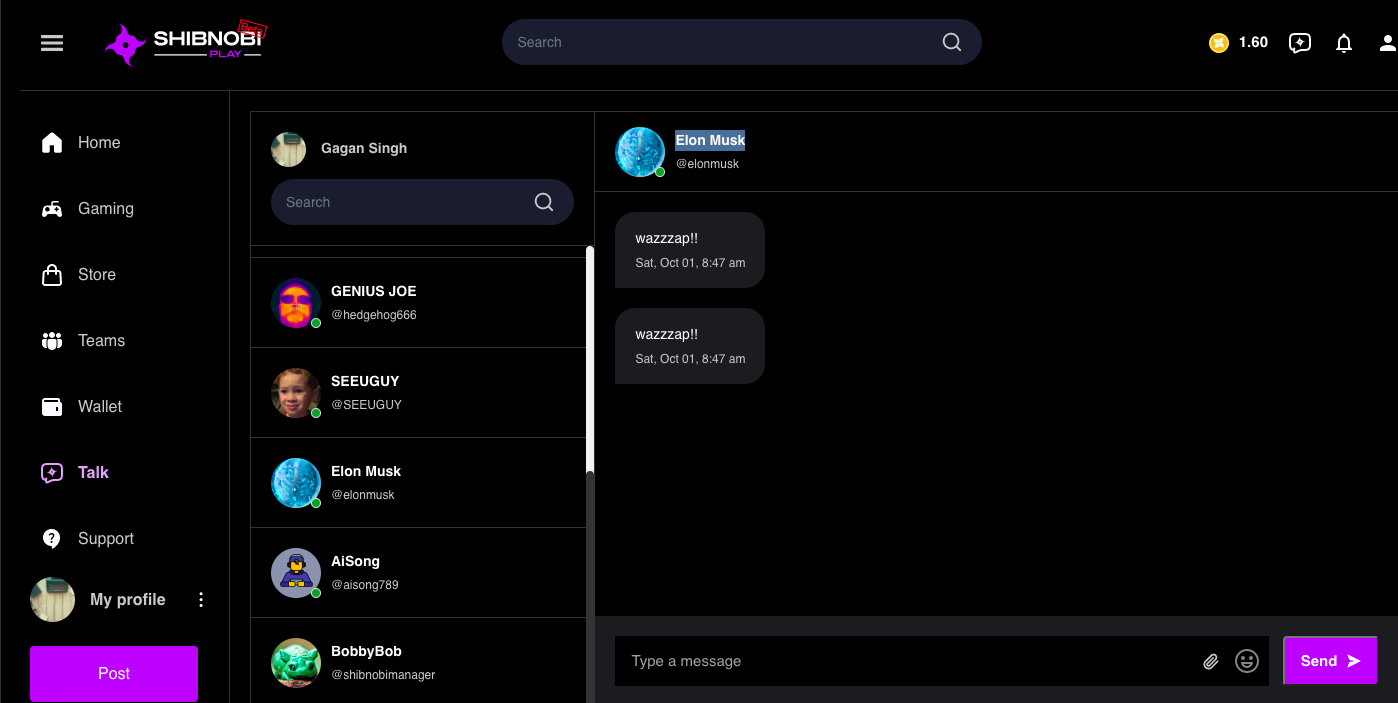 Beta
SHIBNOBI
PLAY
Search
1.60
Home
Gaming
Store
Teams
Wallet
Talk
Support
My profile
Post
Gagan Singh
Search
GENIUS JOE
@hedgehog666
SEEUGUY
@SEEUGUY
Elon Musk
@elonmusk
AiSong
@aisong789
BobbyBob
@shibnobimanager
Elon Musk
@elonmusk
wazzzap!!
Sat, Oct 01, 8:47 am
wazzzap!!
Sat, Oct 01, 8:47 am
Type a message
Send